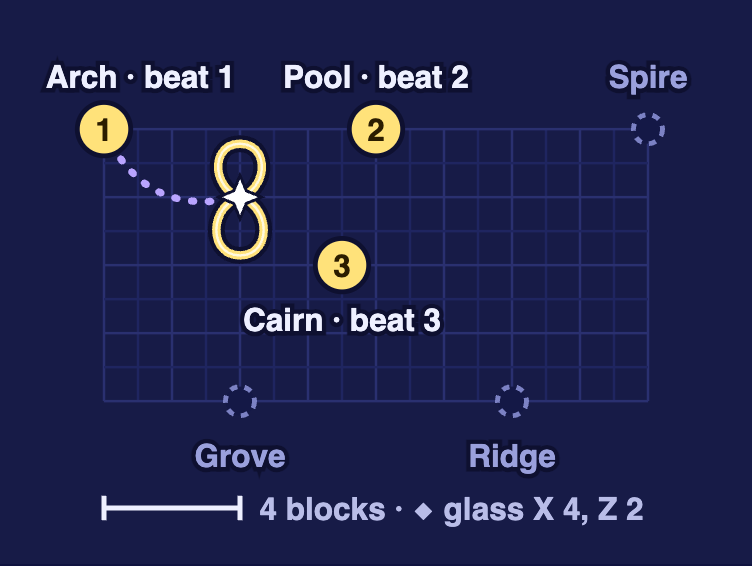 Arch · beat 1
Pool · beat 2
Spire
1
2
3
Cairn · beat 3
Grove
Ridge
4 blocks · ◆ glass X 4, Z 2